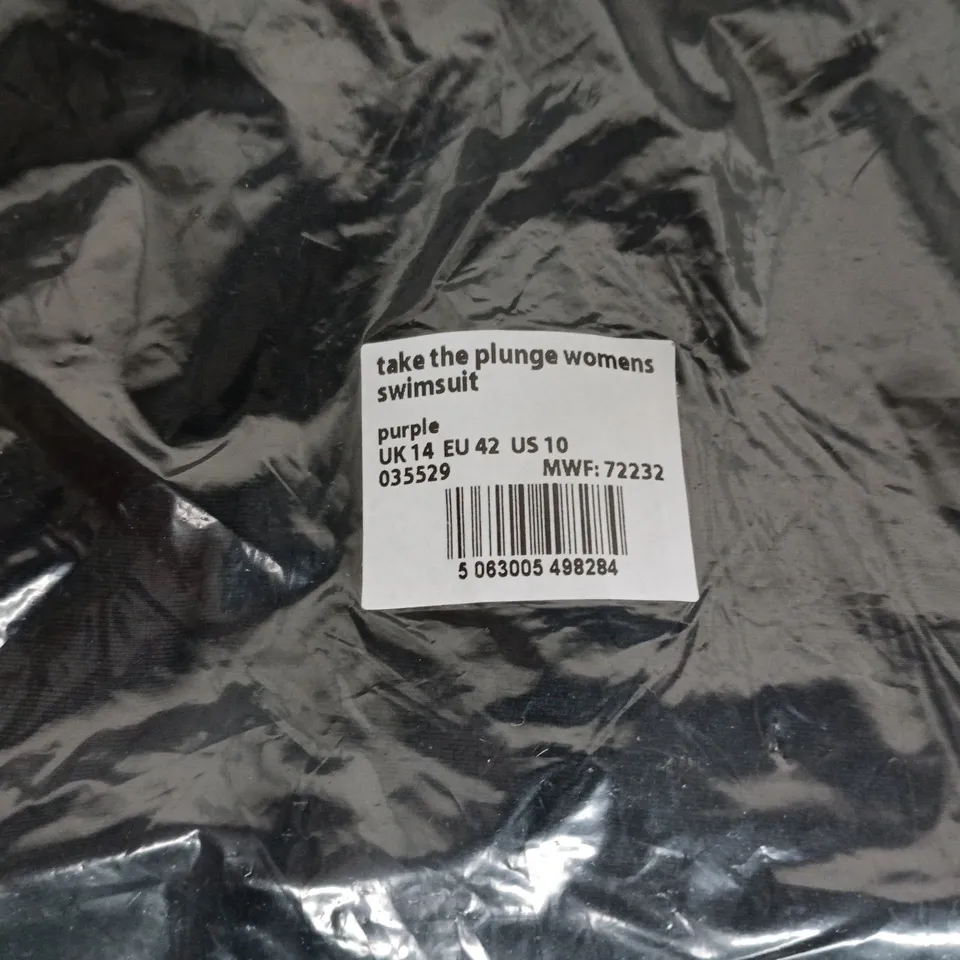 take the plunge womens
swimsuit
purple
UK 14 EU 42 US 10
035529 MWF: 72232
5 063005 498284